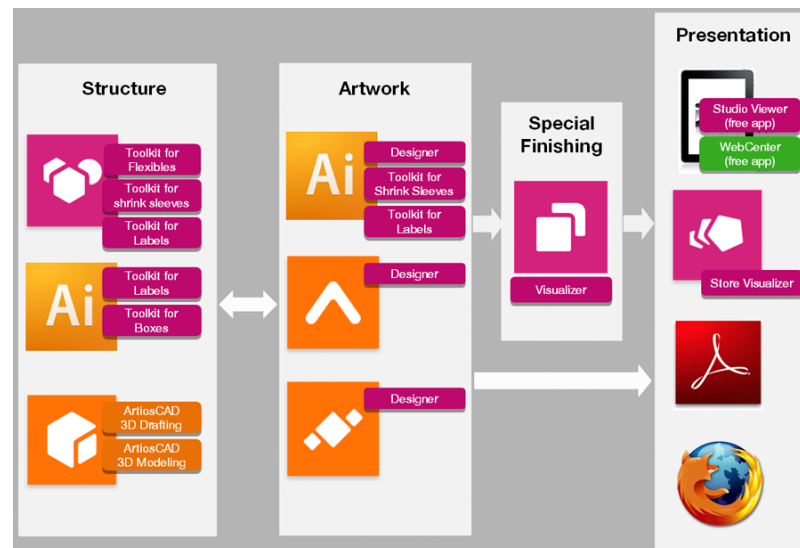 Structure
Toolkit for
Flexibles
Toolkit for
shrink sleeves
Toolkit for
Labels
Ai
Toolkit for
Labels
Toolkit for
Boxes
ArtiosCAD
3D Drafting
ArtiosCAD
3D Modeling
Artwork
Ai
Designer
Toolkit for
Shrink Sleeves
Toolkit for
Labels
Designer
Designer
Special
Finishing
Visualizer
Presentation
Studio Viewer
(free app)
WebCenter
(free app)
Store Visualizer